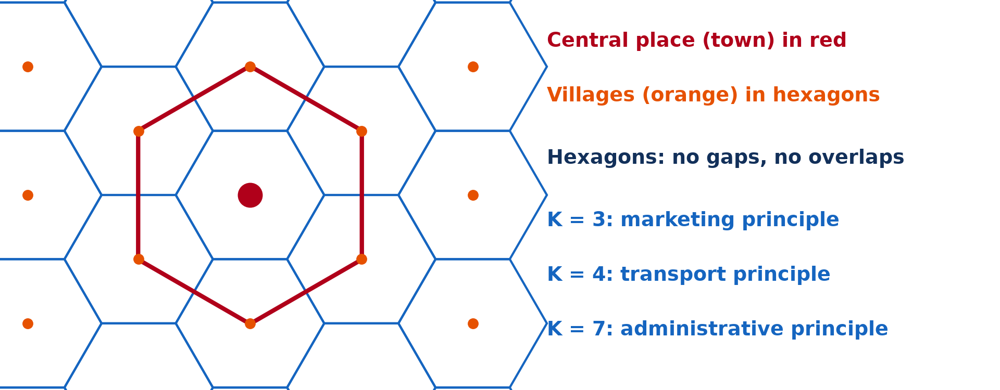 Central place (town) in red
Villages (orange) in hexagons
Hexagons: no gaps, no overlaps
K = 3: marketing principle
K = 4: transport principle
K = 7: administrative principle